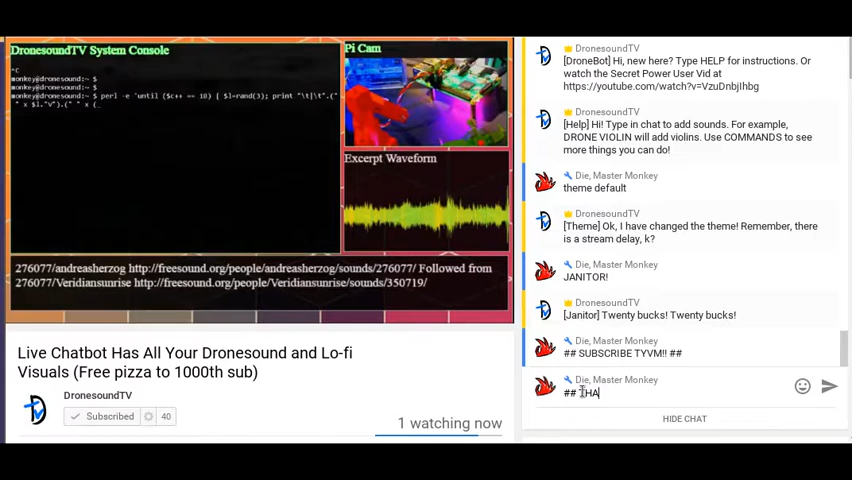 DronesoundTV System Console
^C
monkey@dronesound:~ $
monkey@dronesound:~ $
monkey@dronesound:~ $ perl -e 'until ($c++ == 10) { $l=rand(3); print "\t|\t".("
" x $l."V").(" " x (_
Pi Cam
Excerpt Waveform
276077/andreasherzog http://freesound.org/people/andreasherzog/sounds/276077/ Followed from
276077/Veridiansunrise http://freesound.org/people/Veridiansunrise/sounds/350719/
Live Chatbot Has All Your Dronesound and Lo-fi
Visuals (Free pizza to 1000th sub)
DronesoundTV
Subscribed 40
1 watching now
DronesoundTV
[DroneBot] Hi, new here? Type HELP for instructions. Or
watch the Secret Power User Vid at
https://youtube.com/watch?v=VzuDnbjIhbg
DronesoundTV
[Help] Hi! Type in chat to add sounds. For example,
DRONE VIOLIN will add violins. Use COMMANDS to see
more things you can do!
Die, Master Monkey
theme default
DronesoundTV
[Theme] Ok, I have changed the theme! Remember, there
is a stream delay, k?
Die, Master Monkey
JANITOR!
DronesoundTV
[Janitor] Twenty bucks! Twenty bucks!
Die, Master Monkey
## SUBSCRIBE TYVM! ##
Die, Master Monkey
## THA
HIDE CHAT